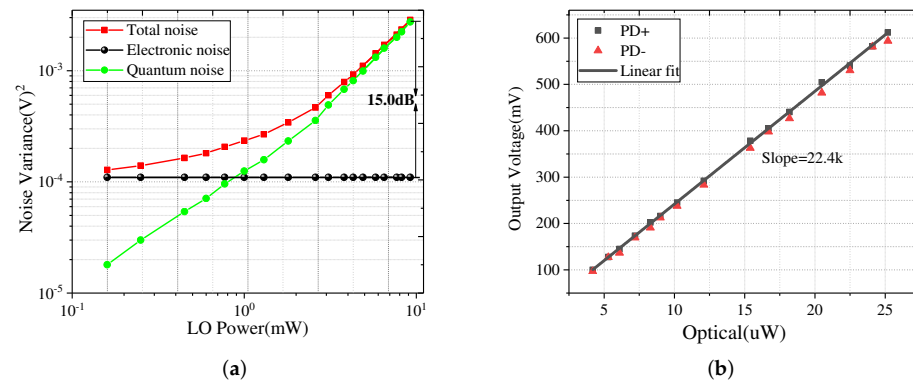 Total noise
Electronic noise
Quantum noise
15.0dB
10⁻³
10⁻⁴
10⁻⁵
Noise Variance(V)²
10⁻¹ 10⁰ 10¹
LO Power(mW)
(a)
PD+
PD-
Linear fit
Slope=22.4k
600
500
400
300
200
100
Output Voltage(mV)
5 10 15 20 25
Optical(uW)
(b)